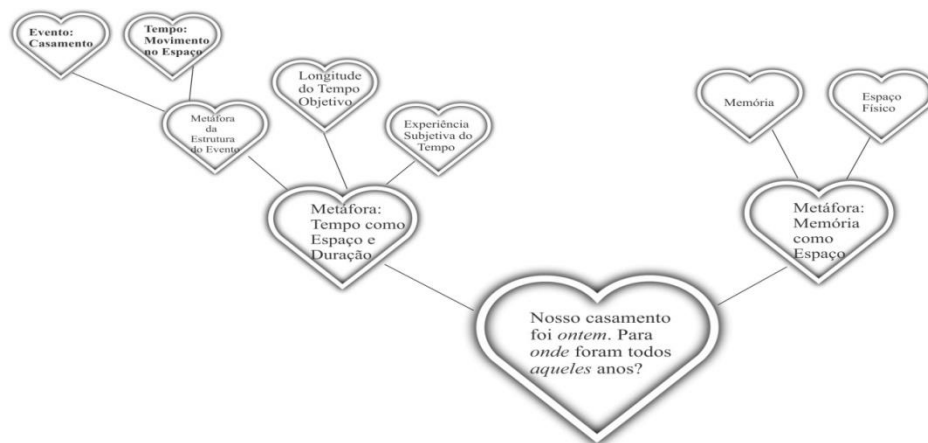 Evento:
Casamento
Tempo:
Movimento
no Espaço
Longitude
do Tempo
Objetivo
Metáfora
da
Estrutura
do Evento
Experiência
Subjetiva do
Tempo
Memória
Espaço
Físico
Metáfora:
Tempo como
Espaço e
Duração
Metáfora:
Memória
como
Espaço
Nosso casamento
foi ontem. Para
onde foram todos
aqueles anos?